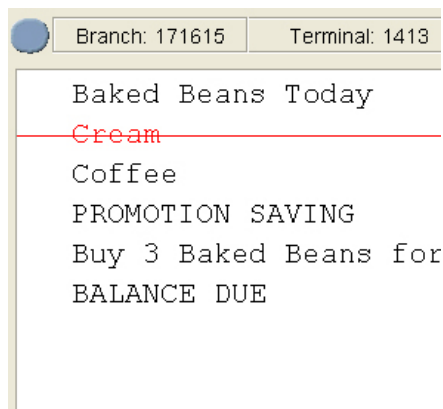 Branch: 171615 Terminal: 1413
Baked Beans Today
Cream
Coffee
PROMOTION SAVING
Buy 3 Baked Beans for
BALANCE DUE